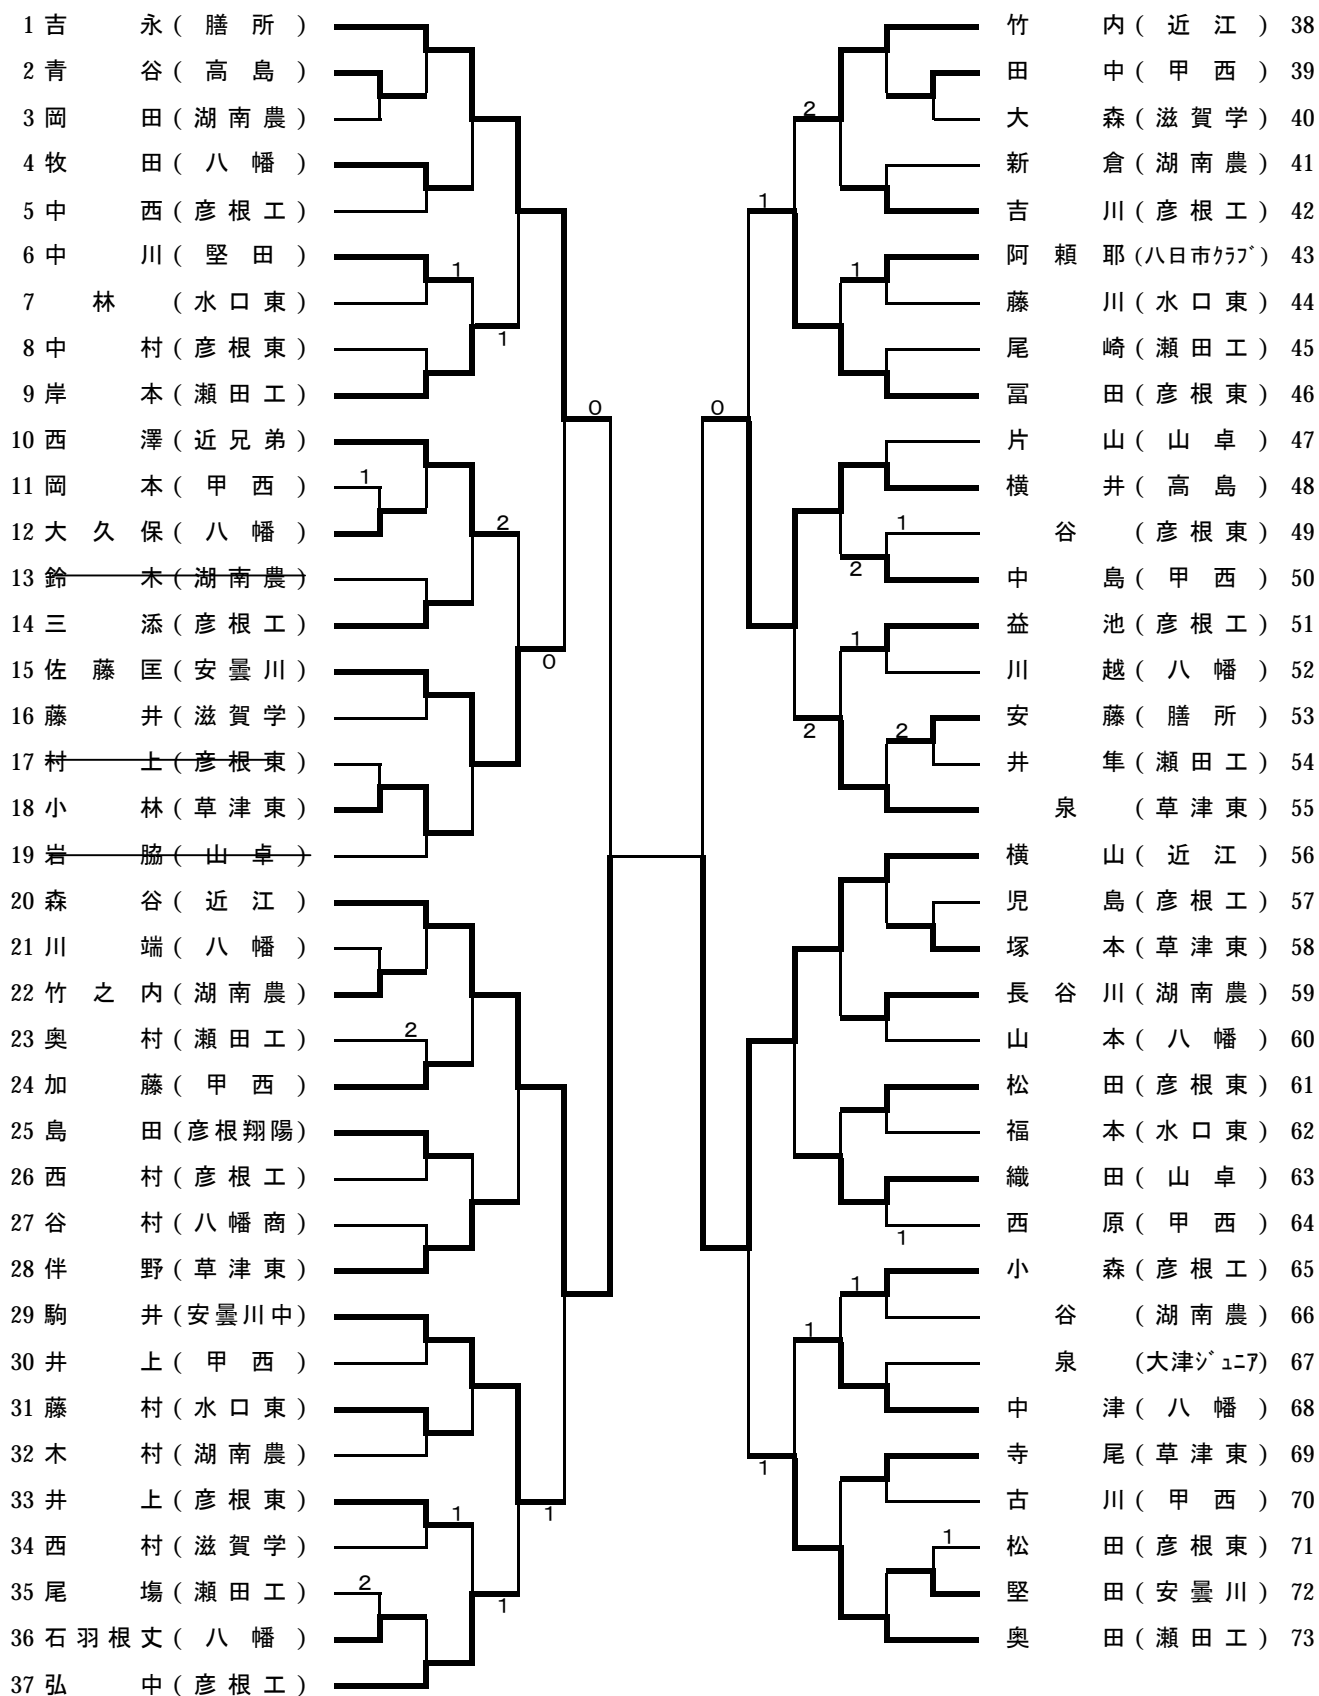 1 吉永 ( 膳所 )
2 青谷 ( 高島 )
3 岡田 ( 湖南農 )
4 牧田 ( 八幡 )
5 中西 ( 彦根工 )
6 中川 ( 堅田 )
7 林 ( 水口東 )
8 中村 ( 彦根東 )
9 岸本 ( 瀬田工 )
10 西澤 ( 近兄弟 )
11 岡本 ( 甲西 )
12 大久保 ( 八幡 )
13 鈴木 ( 湖南農 )
14 三添 ( 彦根工 )
15 佐藤匡 ( 安曇川 )
16 藤井 ( 滋賀学 )
17 村上 ( 彦根東 )
18 小林 ( 草津東 )
19 岩脇 ( 山卓 )
20 森谷 ( 近江 )
21 川端 ( 八幡 )
22 竹之内 ( 湖南農 )
23 奥村 ( 瀬田工 )
24 加藤 ( 甲西 )
25 島田 (彦根翔陽)
26 西村 ( 彦根工 )
27 谷村 ( 八幡商 )
28 伴野 ( 草津東 )
29 駒井 (安曇川中)
30 井上 ( 甲西 )
31 藤村 ( 水口東 )
32 木村 ( 湖南農 )
33 井上 ( 彦根東 )
34 西村 ( 滋賀学 )
35 尾塲 ( 瀬田工 )
36 石羽根丈 ( 八幡 )
37 弘中 ( 彦根工 )
1
1
1
2
0
0
2
1
2
1
1
0
2
1
1
1
2
1
2
2
0
1
1
1
1
1
竹内 ( 近江 ) 38
田中 ( 甲西 ) 39
大森 ( 滋賀学 ) 40
新倉 ( 湖南農 ) 41
吉川 ( 彦根工 ) 42
阿頼耶 (八日市ｸﾗﾌﾞ) 43
藤川 ( 水口東 ) 44
尾崎 ( 瀬田工 ) 45
冨田 ( 彦根東 ) 46
片山 ( 山卓 ) 47
横井 ( 高島 ) 48
谷 ( 彦根東 ) 49
中島 ( 甲西 ) 50
益池 ( 彦根工 ) 51
川越 ( 八幡 ) 52
安藤 ( 膳所 ) 53
井隼 ( 瀬田工 ) 54
泉 ( 草津東 ) 55
横山 ( 近江 ) 56
児島 ( 彦根工 ) 57
塚本 ( 草津東 ) 58
長谷川 ( 湖南農 ) 59
山本 ( 八幡 ) 60
松田 ( 彦根東 ) 61
福本 ( 水口東 ) 62
織田 ( 山卓 ) 63
西原 ( 甲西 ) 64
小森 ( 彦根工 ) 65
谷 ( 湖南農 ) 66
泉 (大津ｼﾞｭﾆｱ) 67
中津 ( 八幡 ) 68
寺尾 ( 草津東 ) 69
古川 ( 甲西 ) 70
松田 ( 彦根東 ) 71
堅田 ( 安曇川 ) 72
奥田 ( 瀬田工 ) 73